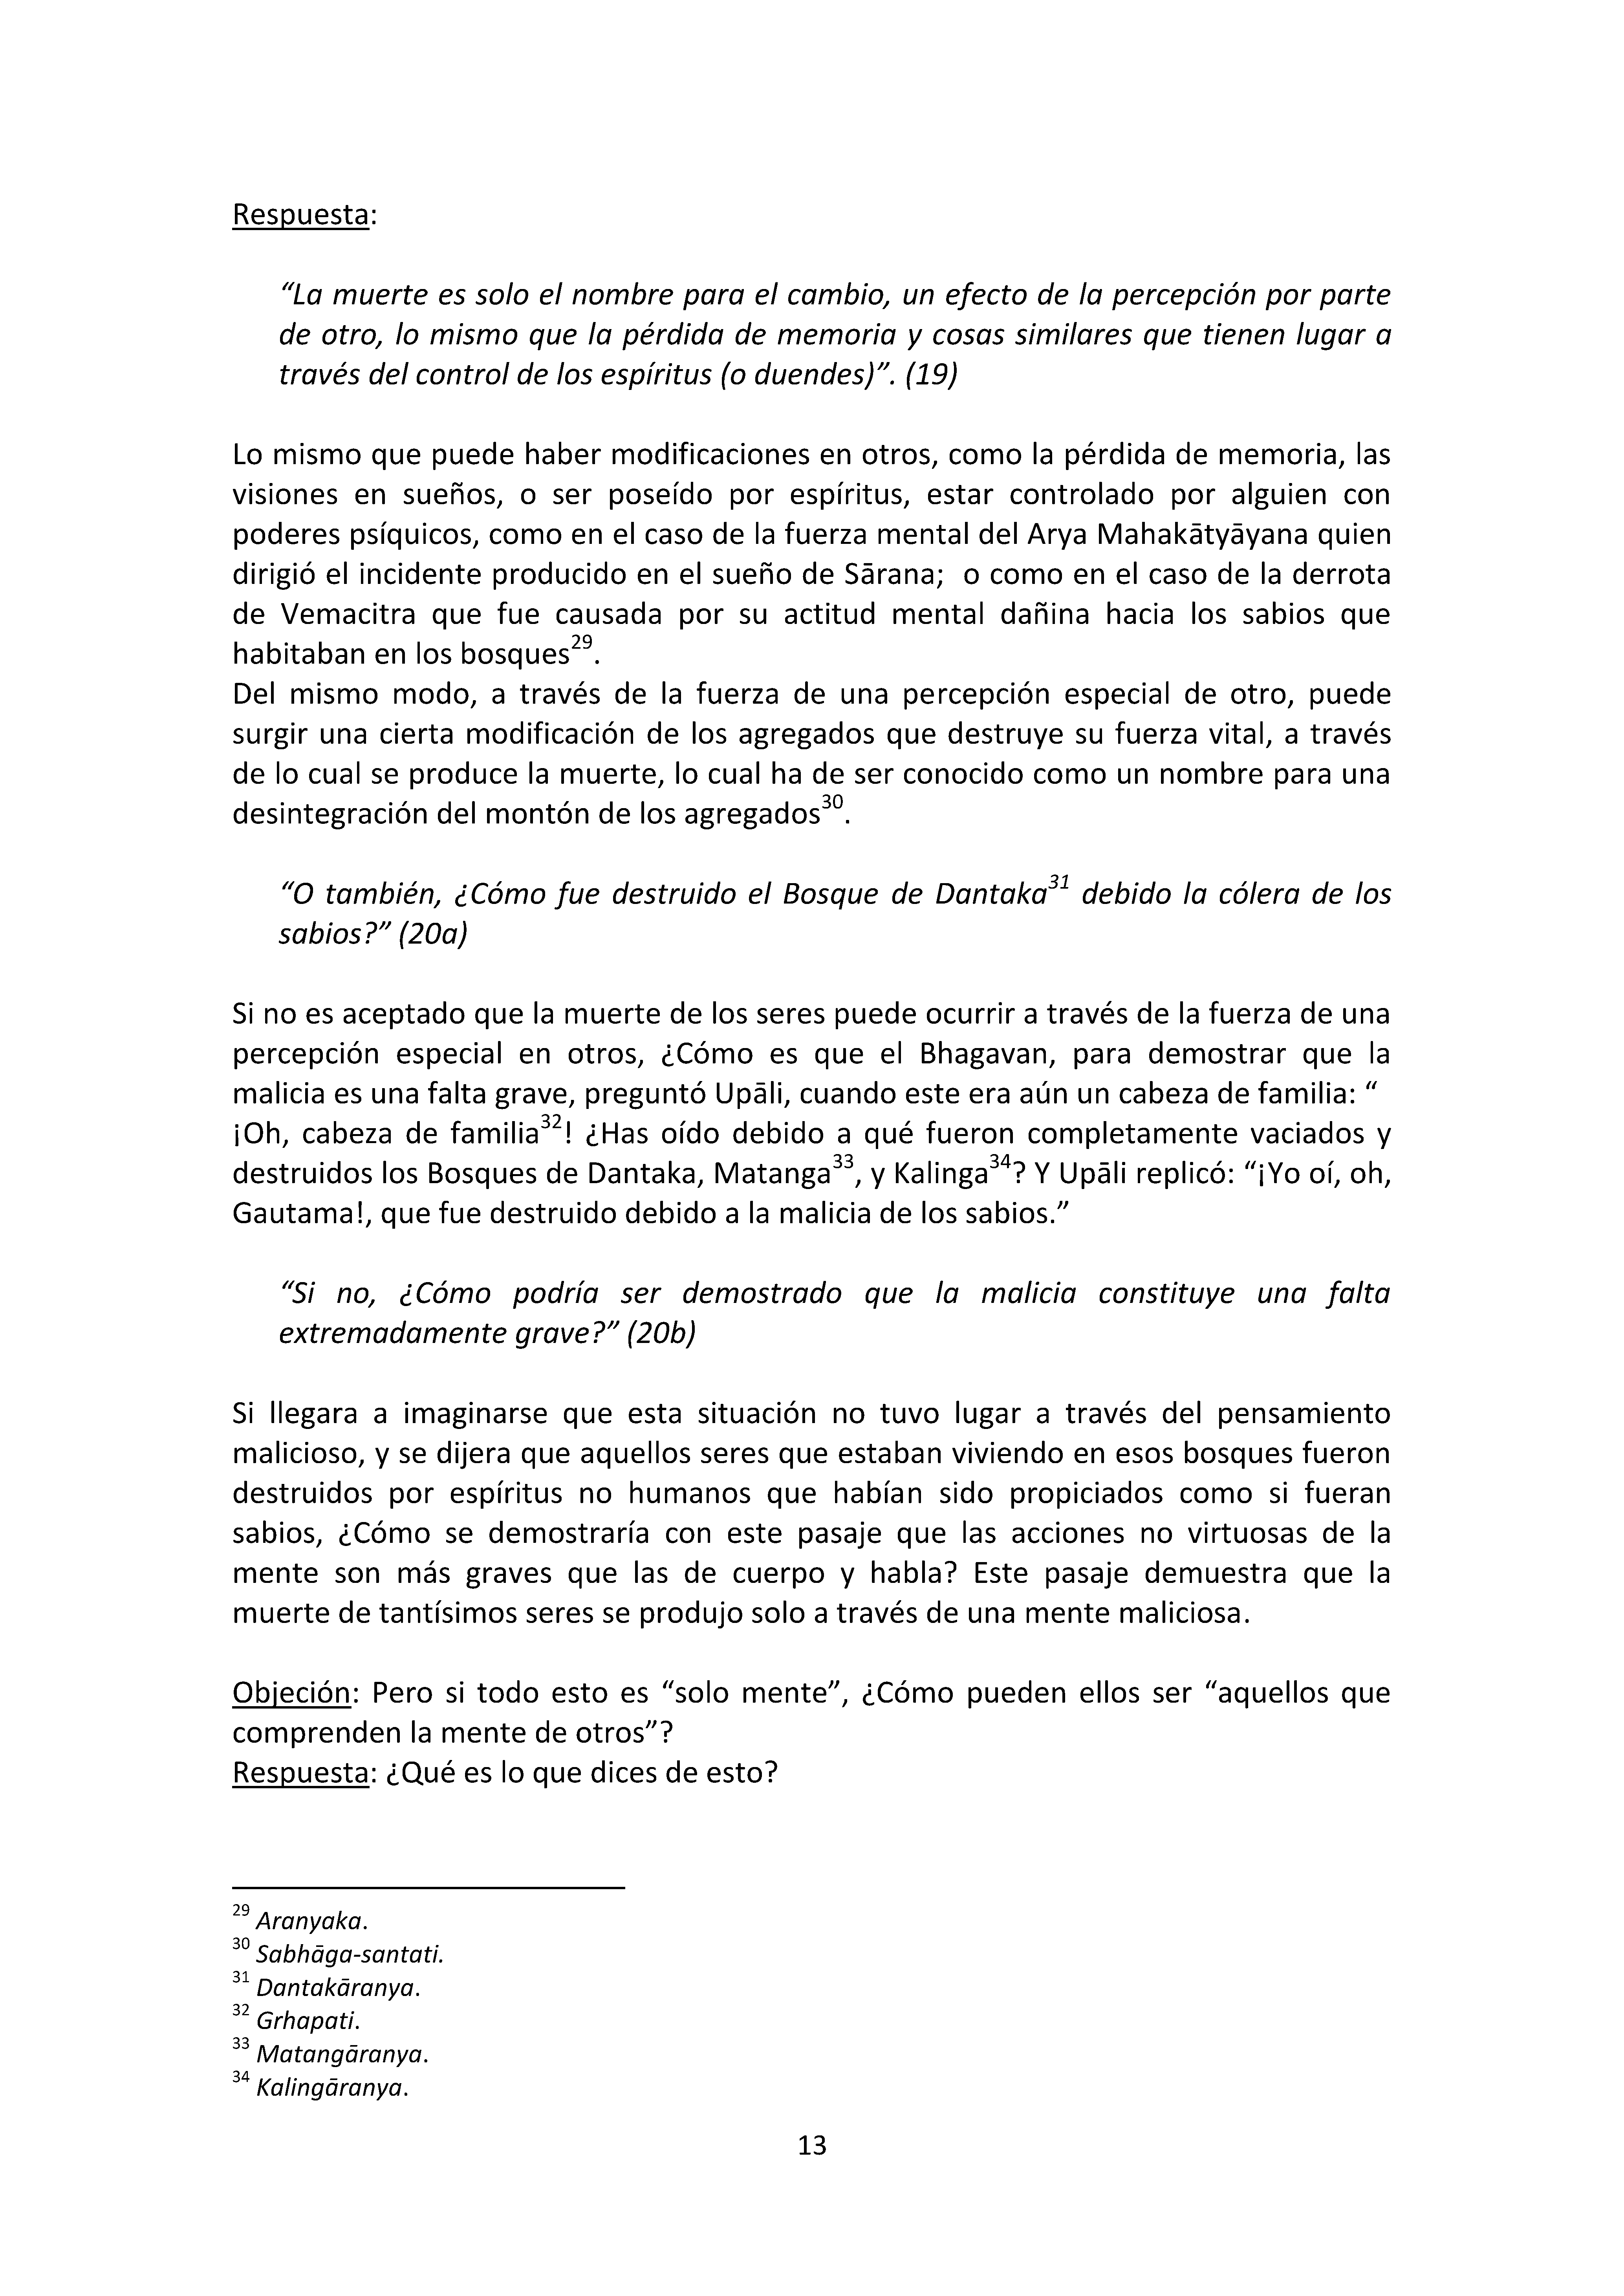 Respuesta:
“La muerte es solo el nombre para el cambio, un efecto de la percepción por parte
de otro, lo mismo que la pérdida de memoria y cosas similares que tienen lugar a
través del control de los espíritus (o duendes)”. (19)
Lo mismo que puede haber modificaciones en otros, como la pérdida de memoria, las
visiones en sueños, o ser poseído por espíritus, estar controlado por alguien con
poderes psíquicos, como en el caso de la fuerza mental del Arya Mahakātyāyana quien
dirigió el incidente producido en el sueño de Sārana;  o como en el caso de la derrota
de Vemacitra que fue causada por su actitud mental dañina hacia los sabios que
habitaban en los bosques29.
Del mismo modo, a través de la fuerza de una percepción especial de otro, puede
surgir una cierta modificación de los agregados que destruye su fuerza vital, a través
de lo cual se produce la muerte, lo cual ha de ser conocido como un nombre para una
desintegración del montón de los agregados30.
“O también, ¿Cómo fue destruido el Bosque de Dantaka31 debido la cólera de los
sabios?” (20a)
Si no es aceptado que la muerte de los seres puede ocurrir a través de la fuerza de una
percepción especial en otros, ¿Cómo es que el Bhagavan, para demostrar que la
malicia es una falta grave, preguntó Upāli, cuando este era aún un cabeza de familia: “
¡Oh, cabeza de familia32! ¿Has oído debido a qué fueron completamente vaciados y
destruidos los Bosques de Dantaka, Matanga33, y Kalinga34? Y Upāli replicó: “¡Yo oí, oh,
Gautama!, que fue destruido debido a la malicia de los sabios.”
“Si no, ¿Cómo podría ser demostrado que la malicia constituye una falta
extremadamente grave?” (20b)
Si llegara a imaginarse que esta situación no tuvo lugar a través del pensamiento
malicioso, y se dijera que aquellos seres que estaban viviendo en esos bosques fueron
destruidos por espíritus no humanos que habían sido propiciados como si fueran
sabios, ¿Cómo se demostraría con este pasaje que las acciones no virtuosas de la
mente son más graves que las de cuerpo y habla? Este pasaje demuestra que la
muerte de tantísimos seres se produjo solo a través de una mente maliciosa.
Objeción: Pero si todo esto es “solo mente”, ¿Cómo pueden ellos ser “aquellos que
comprenden la mente de otros”?
Respuesta: ¿Qué es lo que dices de esto?
29 Aranyaka.
30 Sabhāga-santati.
31 Dantakāranya.
32 Grhapati.
33 Matangāranya.
34 Kalingāranya.
13